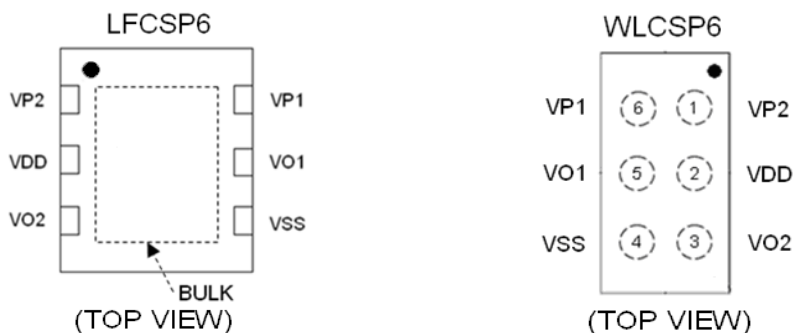 LFCSP6
VP2
VP1
VDD
VO1
VO2
VSS
BULK
(TOP VIEW)
WLCSP6
VP1
6
1
VP2
VO1
5
2
VDD
VSS
4
3
VO2
(TOP VIEW)